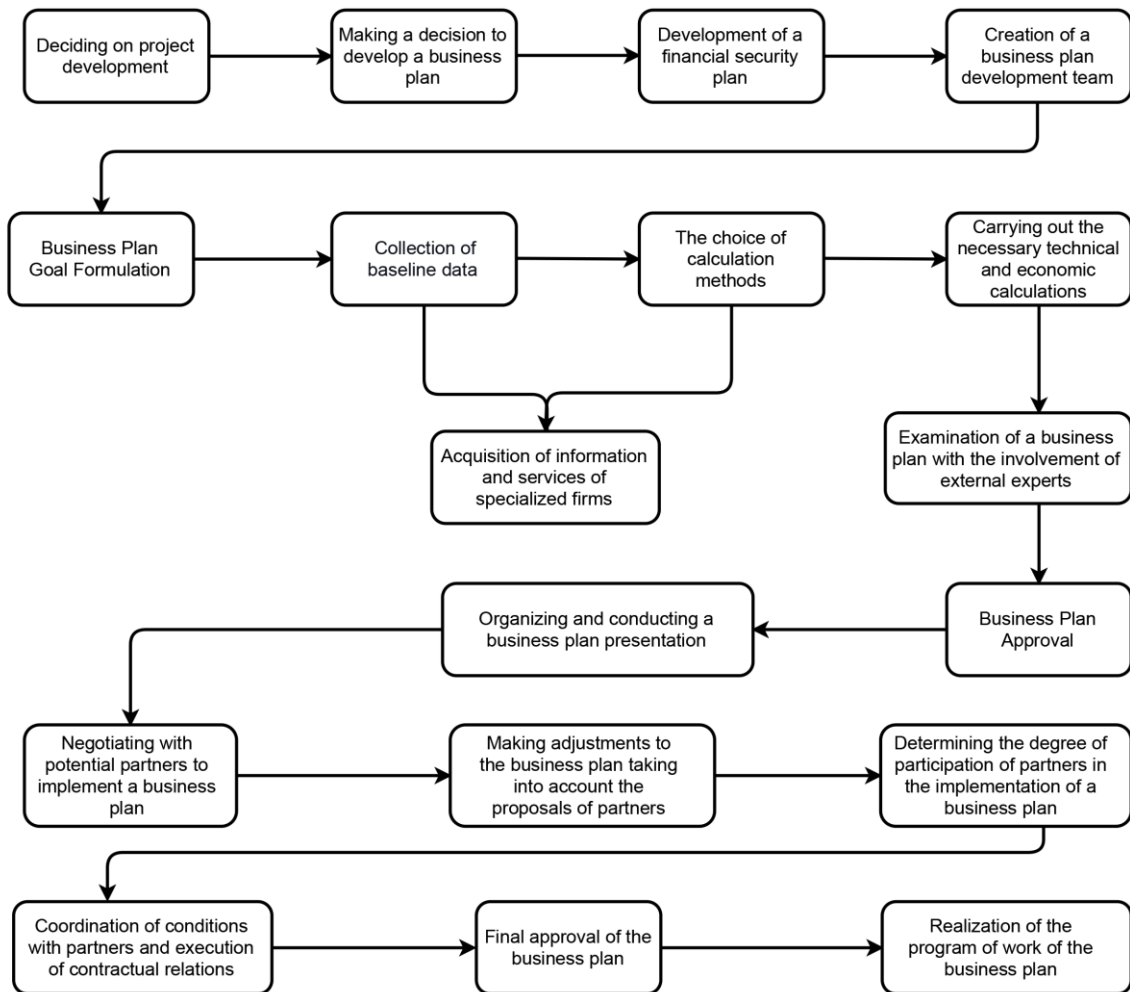 Deciding on project
development
Making a decision to
develop a business
plan
Development of a
financial security
plan
Creation of a
business plan
development team
Business Plan
Goal Formulation
Collection of
baseline data
The choice of
calculation
methods
Carrying out the
necessary technical
and economic
calculations
Acquisition of information
and services of
specialized firms
Examination of a business
plan with the involvement of
external experts
Organizing and conducting a
business plan presentation
Business Plan
Approval
Negotiating with
potential partners to
implement a business
plan
Making adjustments to
the business plan taking
into account the
proposals of partners
Determining the degree of
participation of partners in
the implementation of a
business plan
Coordination of conditions
with partners and execution
of contractual relations
Final approval of the
business plan
Realization of the
program of work of the
business plan